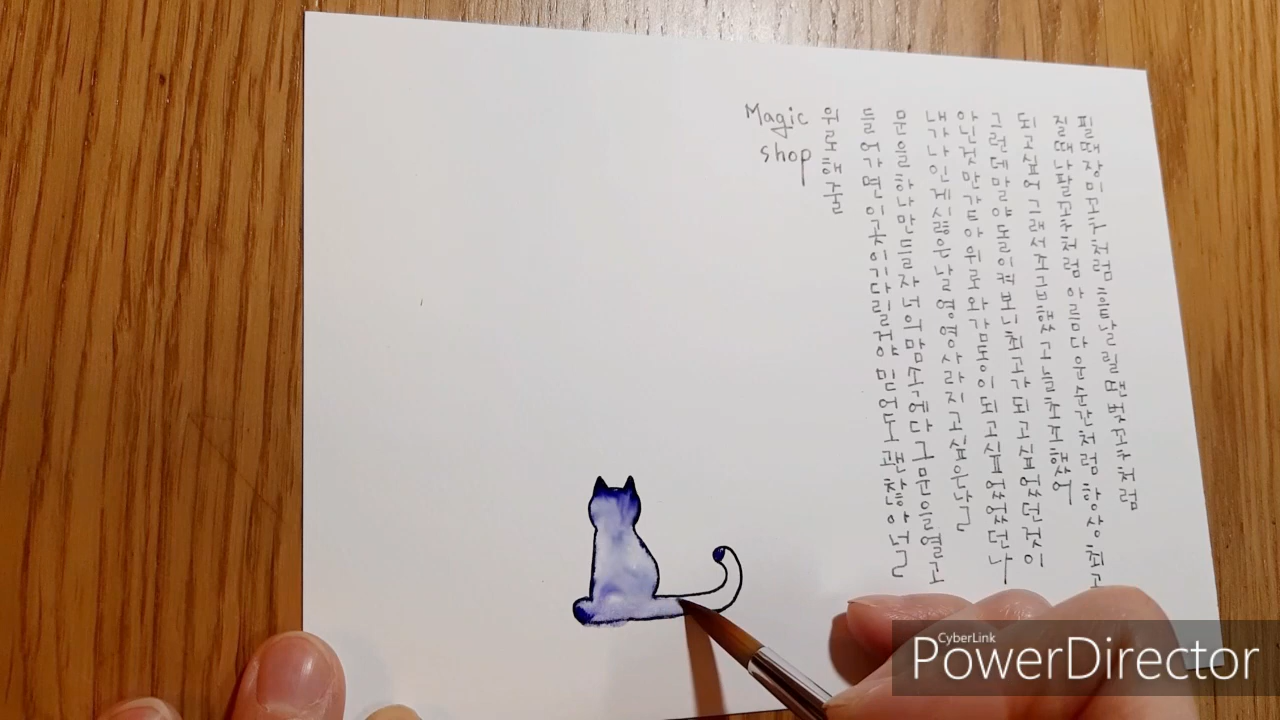 필땐장미꽃처럼 흩날릴땐벚꽃처럼
질땐나팔꽃처럼 아름다운순간처럼 항상 최고
되고싶어 그래서조급했고늘초조했어
그런데말야돌이켜보니최고가되고싶었던것이
아닌것만같아 위로와감동이되고싶었었던나
내가나인게싫은날영영사라지고싶은날
문을하나만들자너의맘속에다그문을열고
들어가면이곳이기다릴거야믿어도괜찮아널
위로해줄
Magic
shop
CyberLink
PowerDirector